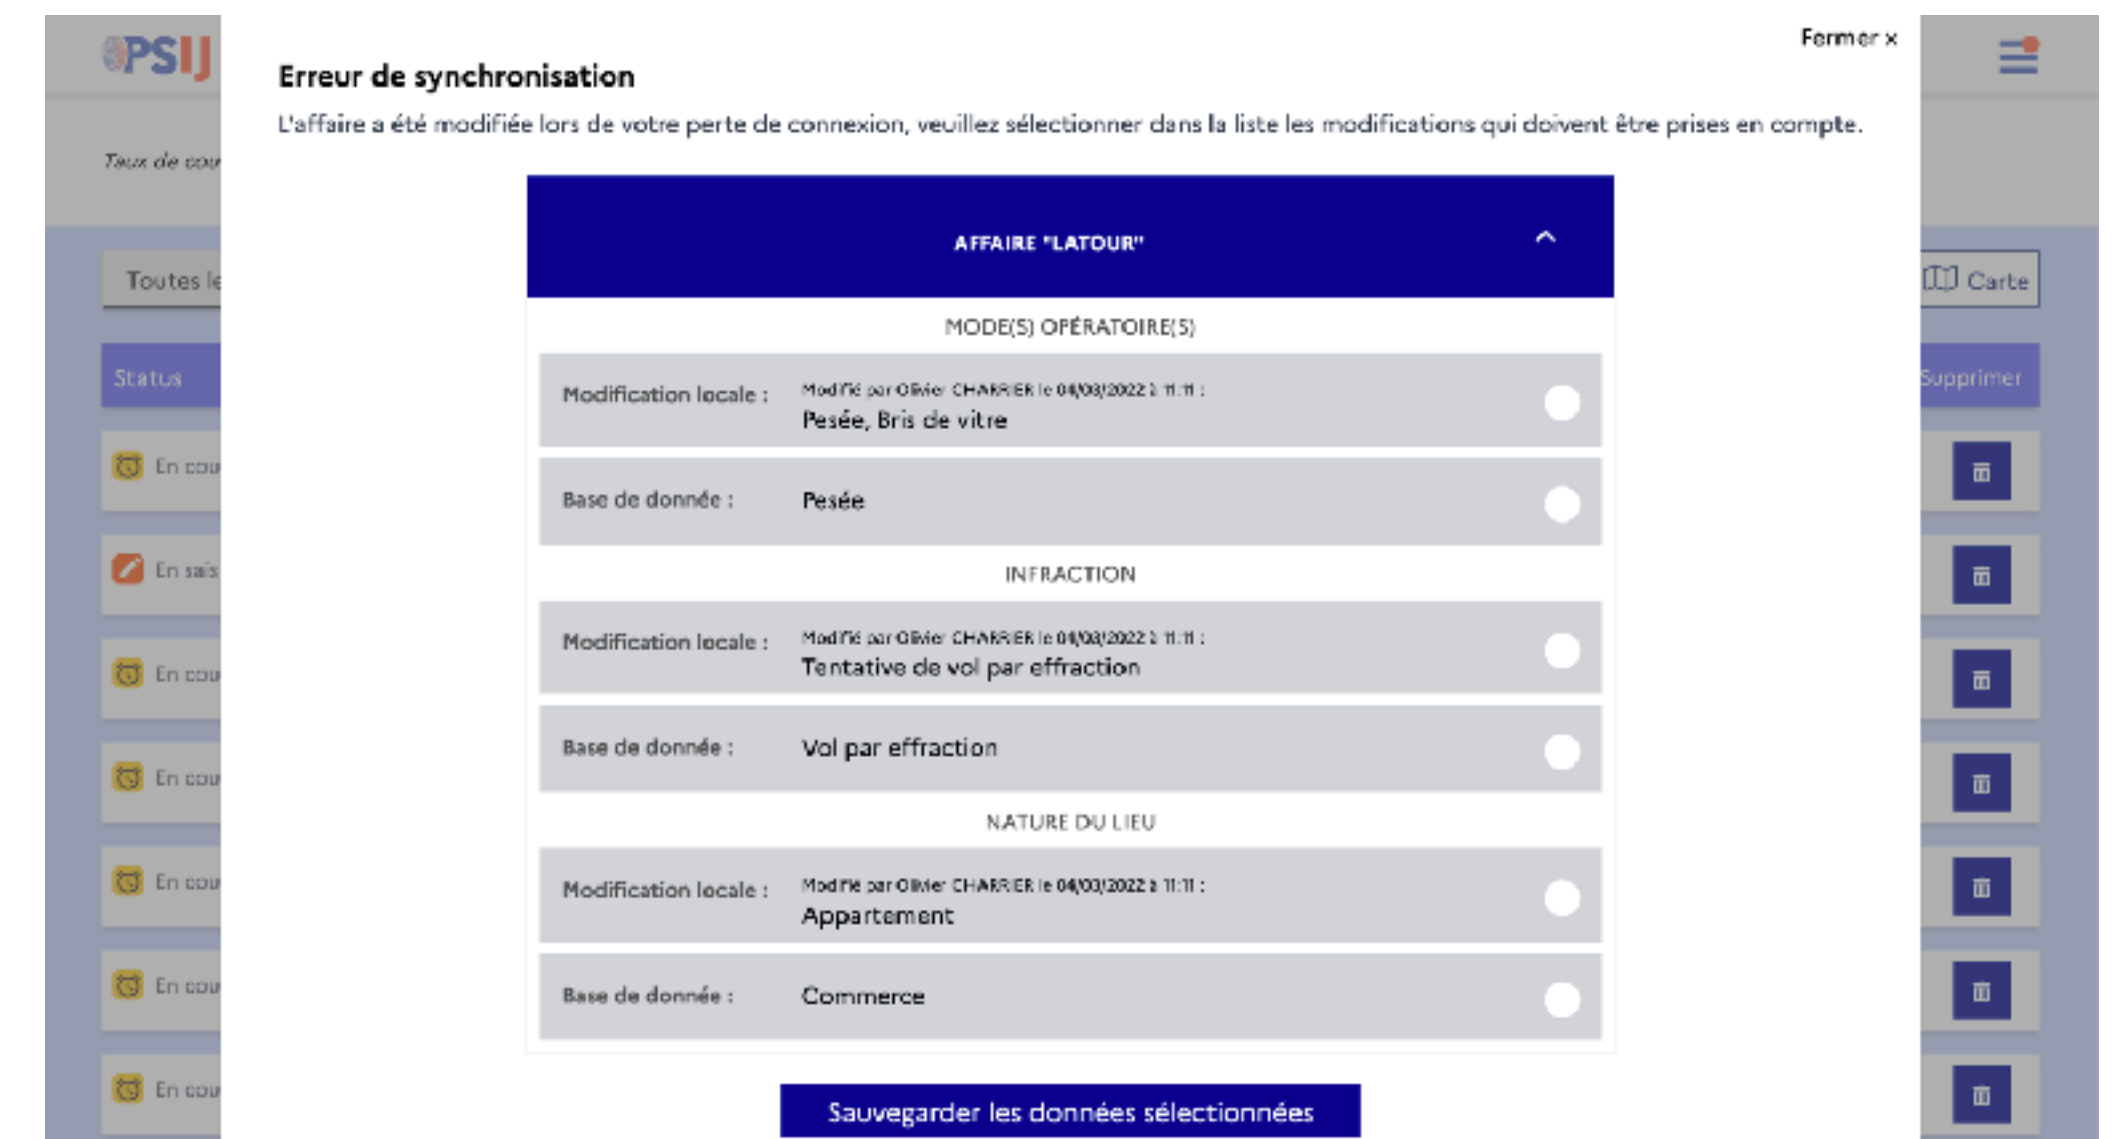 PSIJ
Fermer x
Erreur de synchronisation
L'affaire a été modifiée lors de votre perte de connexion, veuillez sélectionner dans la liste les modifications qui doivent être prises en compte.
Taux de cour
AFFAIRE "LATOUR"
Toutes le
Carte
MODE(S) OPÉRATOIRE(S)
Status
Supprimer
Modification locale :
Modifié par Olivier CHARRIER le 04/03/2022 à 11:11 :
Pesée, Bris de vitre
En cou
Base de donnée :
Pesée
En sais
INFRACTION
Modification locale :
Modifié par Olivier CHARRIER le 04/03/2022 à 11:11 :
Tentative de vol par effraction
En cou
Base de donnée :
Vol par effraction
En cou
NATURE DU LIEU
Modification locale :
Modifié par Olivier CHARRIER le 04/03/2022 à 11:11 :
Appartement
En cou
Base de donnée :
Commerce
En cou
En cou
Sauvegarder les données sélectionnées